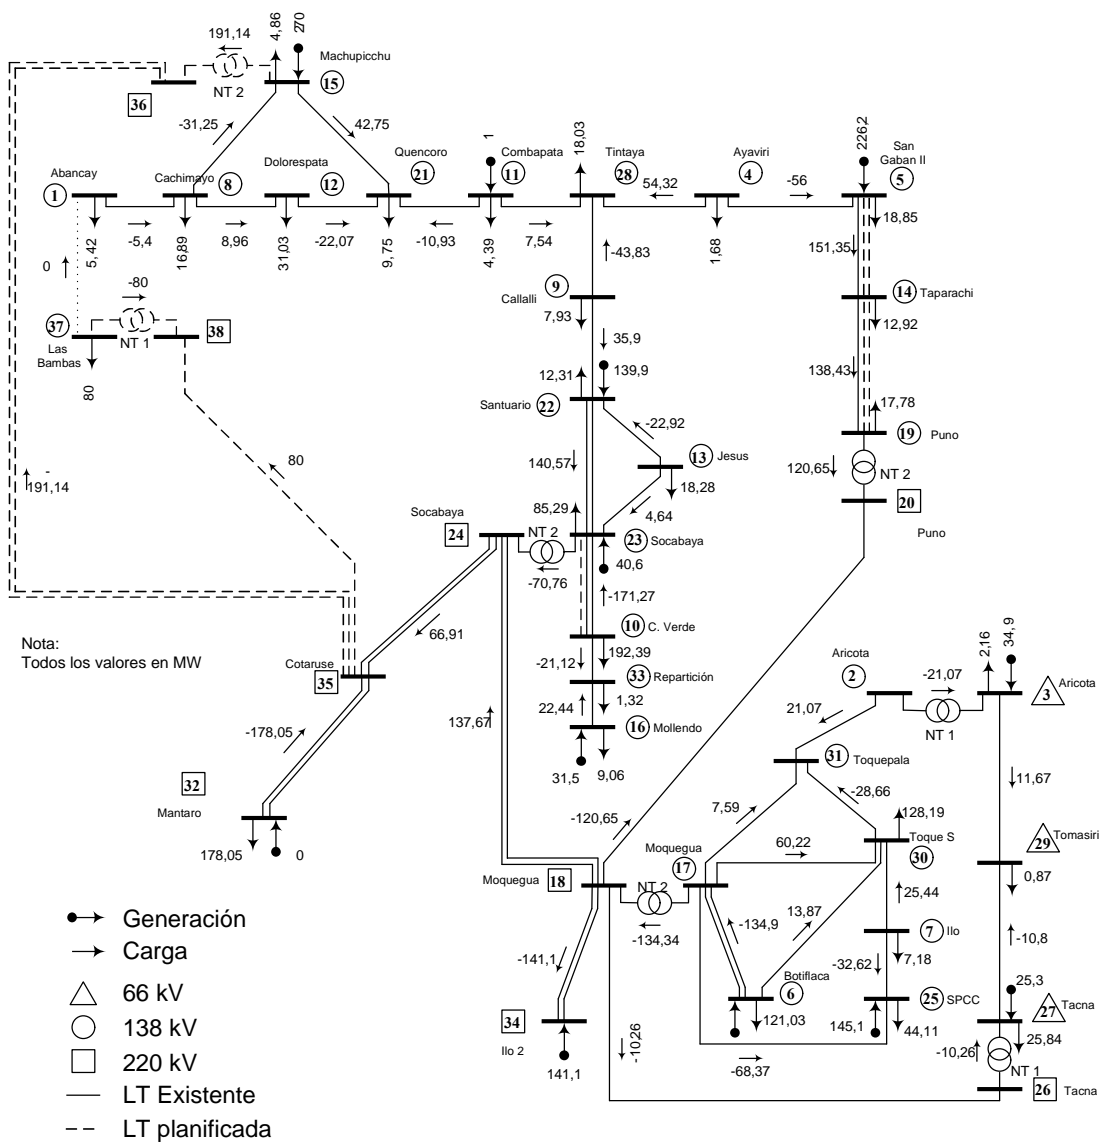 191,14
4,86
270
Machupicchu
15
36
NT 2
-31,25
42,75
Abancay
1
Cachimayo
8
Dolorespata
12
Quencoro
21
1
Combapata
11
18,03
Tintaya
28
Ayaviri
4
2262
San
Gaban II
5
54,32
-56
18,85
5,42
-5,4
16,89
8,96
31,03
-22,07
9,75
-10,93
4,39
7,54
1,68
-43,83
151,35
0
-80
9
Callalli
7,93
14
Taparachi
12,92
37
Las
Bambas
NT 1
38
80
35,9
12,31
139,9
Santuario
22
138,43
17,78
19
Puno
-22,92
13
Jesus
18,28
140,57
4,64
120,65
NT 2
20
Puno
-
191,14
80
85,29
Socabaya
24
NT 2
23
Socabaya
40,6
-70,76
-171,27
66,91
10
C. Verde
192,39
-21,12
Nota:
Todos los valores en MW
Cotaruse
35
33
Repartición
1,32
22,44
16
Mollendo
31,5
9,06
137,67
-178,05
32
Mantaro
178,05
0
Aricota
2
-21,07
NT 1
2,16
34,9
3
Aricota
21,07
31
Toquepala
11,67
7,59
-28,66
128,19
-120,65
60,22
Toque S
30
29
Tomasiri
0,87
Moquegua
18
NT 2
Moquegua
17
-134,34
25,44
-134,9
13,87
7
Ilo
7,18
-10,8
-141,1
-32,62
Botiflaca
6
121,03
25
SPCC
145,1
44,11
25,3
27
Tacna
25,84
34
Ilo 2
141,1
-10,26
-68,37
-10,26
NT 1
26
Tacna
Generación
Carga
66 kV
138 kV
220 kV
LT Existente
LT planificada